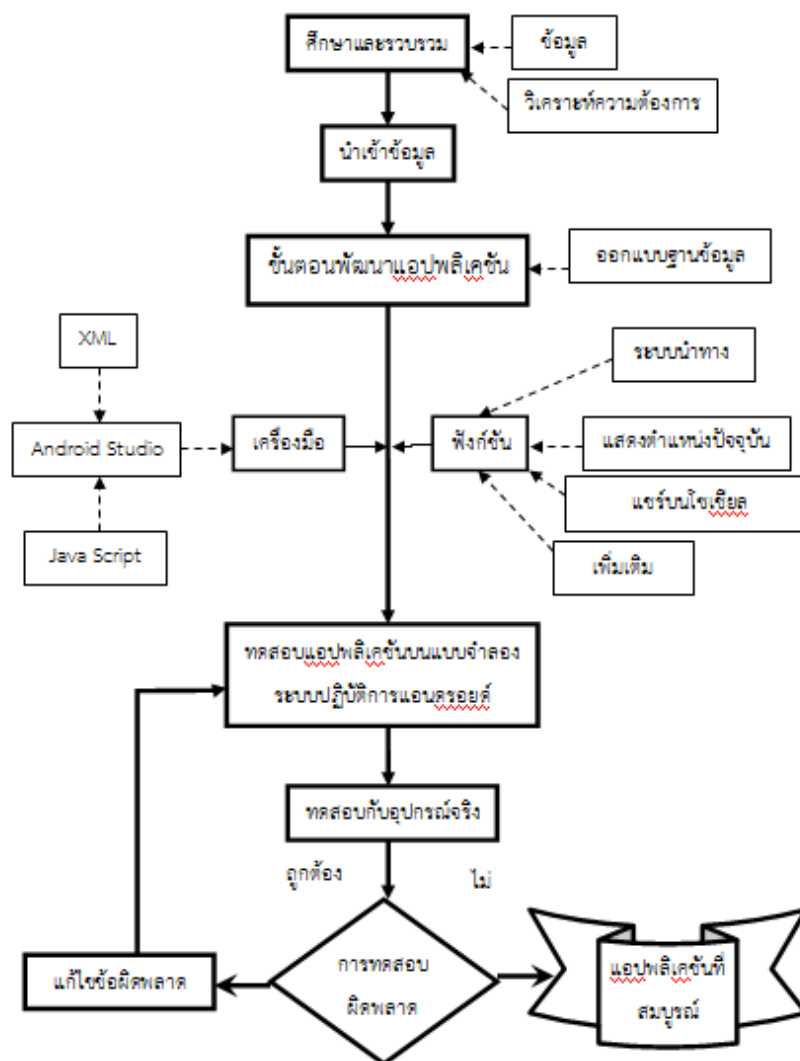 ศึกษาและรวบรวม
ข้อมูล
วิเคราะห์ความต้องการ
นำเข้าข้อมูล
ขั้นตอนพัฒนาแอปพลิเคชัน
ออกแบบฐานข้อมูล
XML
ระบบนำทาง
Android Studio
เครื่องมือ
ฟังก์ชัน
แสดงตำแหน่งปัจจุบัน
แชร์บนโซเชียล
Java Script
เพิ่มเติม
ทดสอบแอปพลิเคชันบนแบบจำลอง
ระบบปฏิบัติการแอนดรอยด์
ทดสอบกับอุปกรณ์จริง
ถูกต้อง
ไม่
แก้ไขข้อผิดพลาด
การทดสอบ
ผิดพลาด
แอปพลิเคชันที่
สมบูรณ์